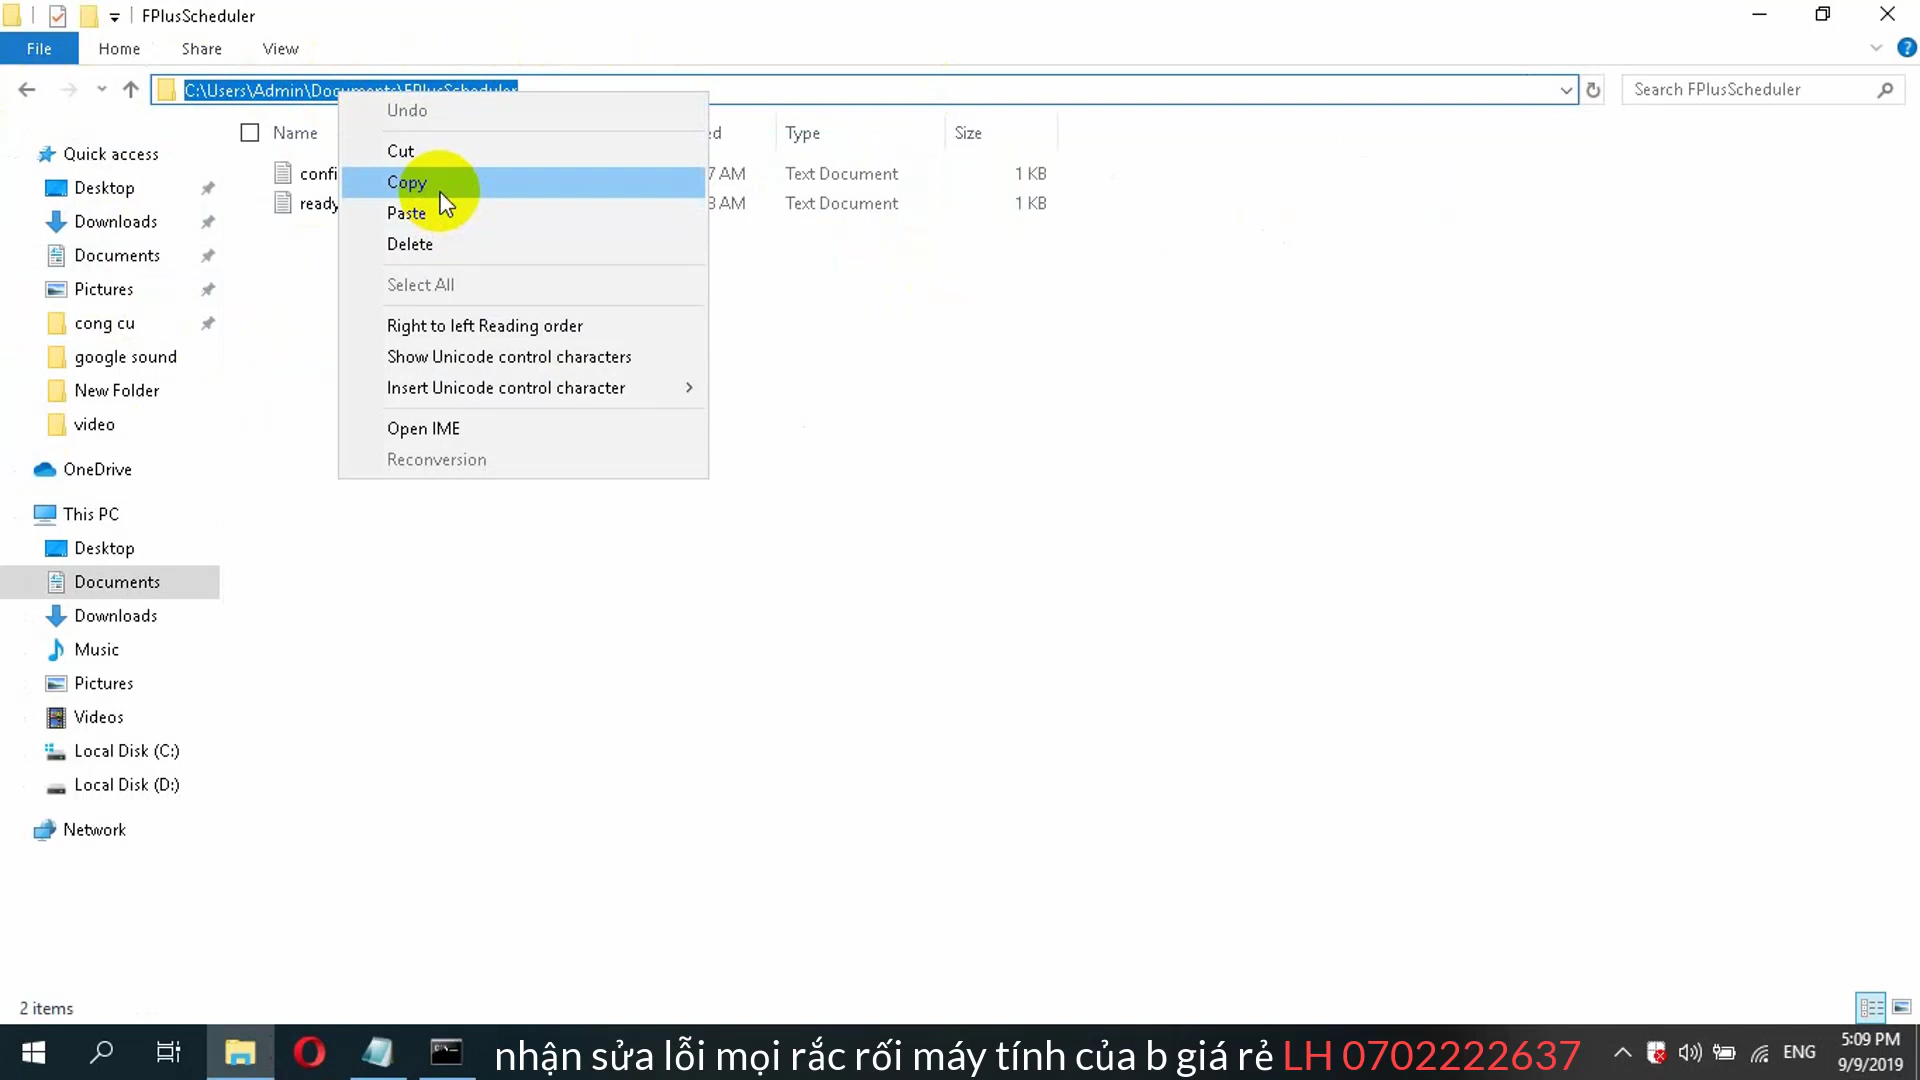 FPlusScheduler
File Home Share View
C:\Users\Admin\Documents\FPlusScheduler
Search FPlusScheduler
Name Type Size
Text Document 1 KB
Text Document 1 KB
7 AM
AM
confi
ready
Undo
Cut
Copy
Paste
Delete
Select All
Right to left Reading order
Show Unicode control characters
Insert Unicode control character
Open IME
Reconversion
Quick access
Desktop
Downloads
Documents
Pictures
cong cu
google sound
New Folder
video
OneDrive
This PC
Desktop
Documents
Downloads
Music
Pictures
Videos
Local Disk (C:)
Local Disk (D:)
Network
2 items
nhận sửa lỗi mọi rắc rối máy tính của b giá rẻ LH 0702222637
ENG
5:09 PM
9/9/2019